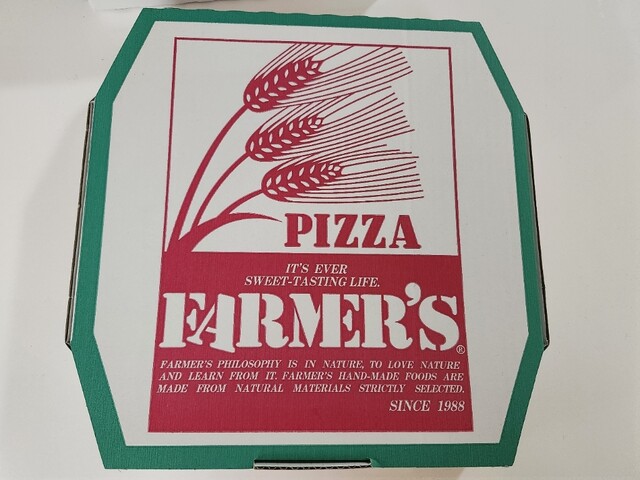 PIZZA
IT'S EVER
SWEET-TASTING LIFE.
FARMER'S®
FARMER'S PHILOSOPHY IS IN NATURE, TO LOVE NATURE
AND LEARN FROM IT. FARMER'S HAND-MADE FOODS ARE
MADE FROM NATURAL MATERIALS STRICTLY SELECTED.
SINCE 1988